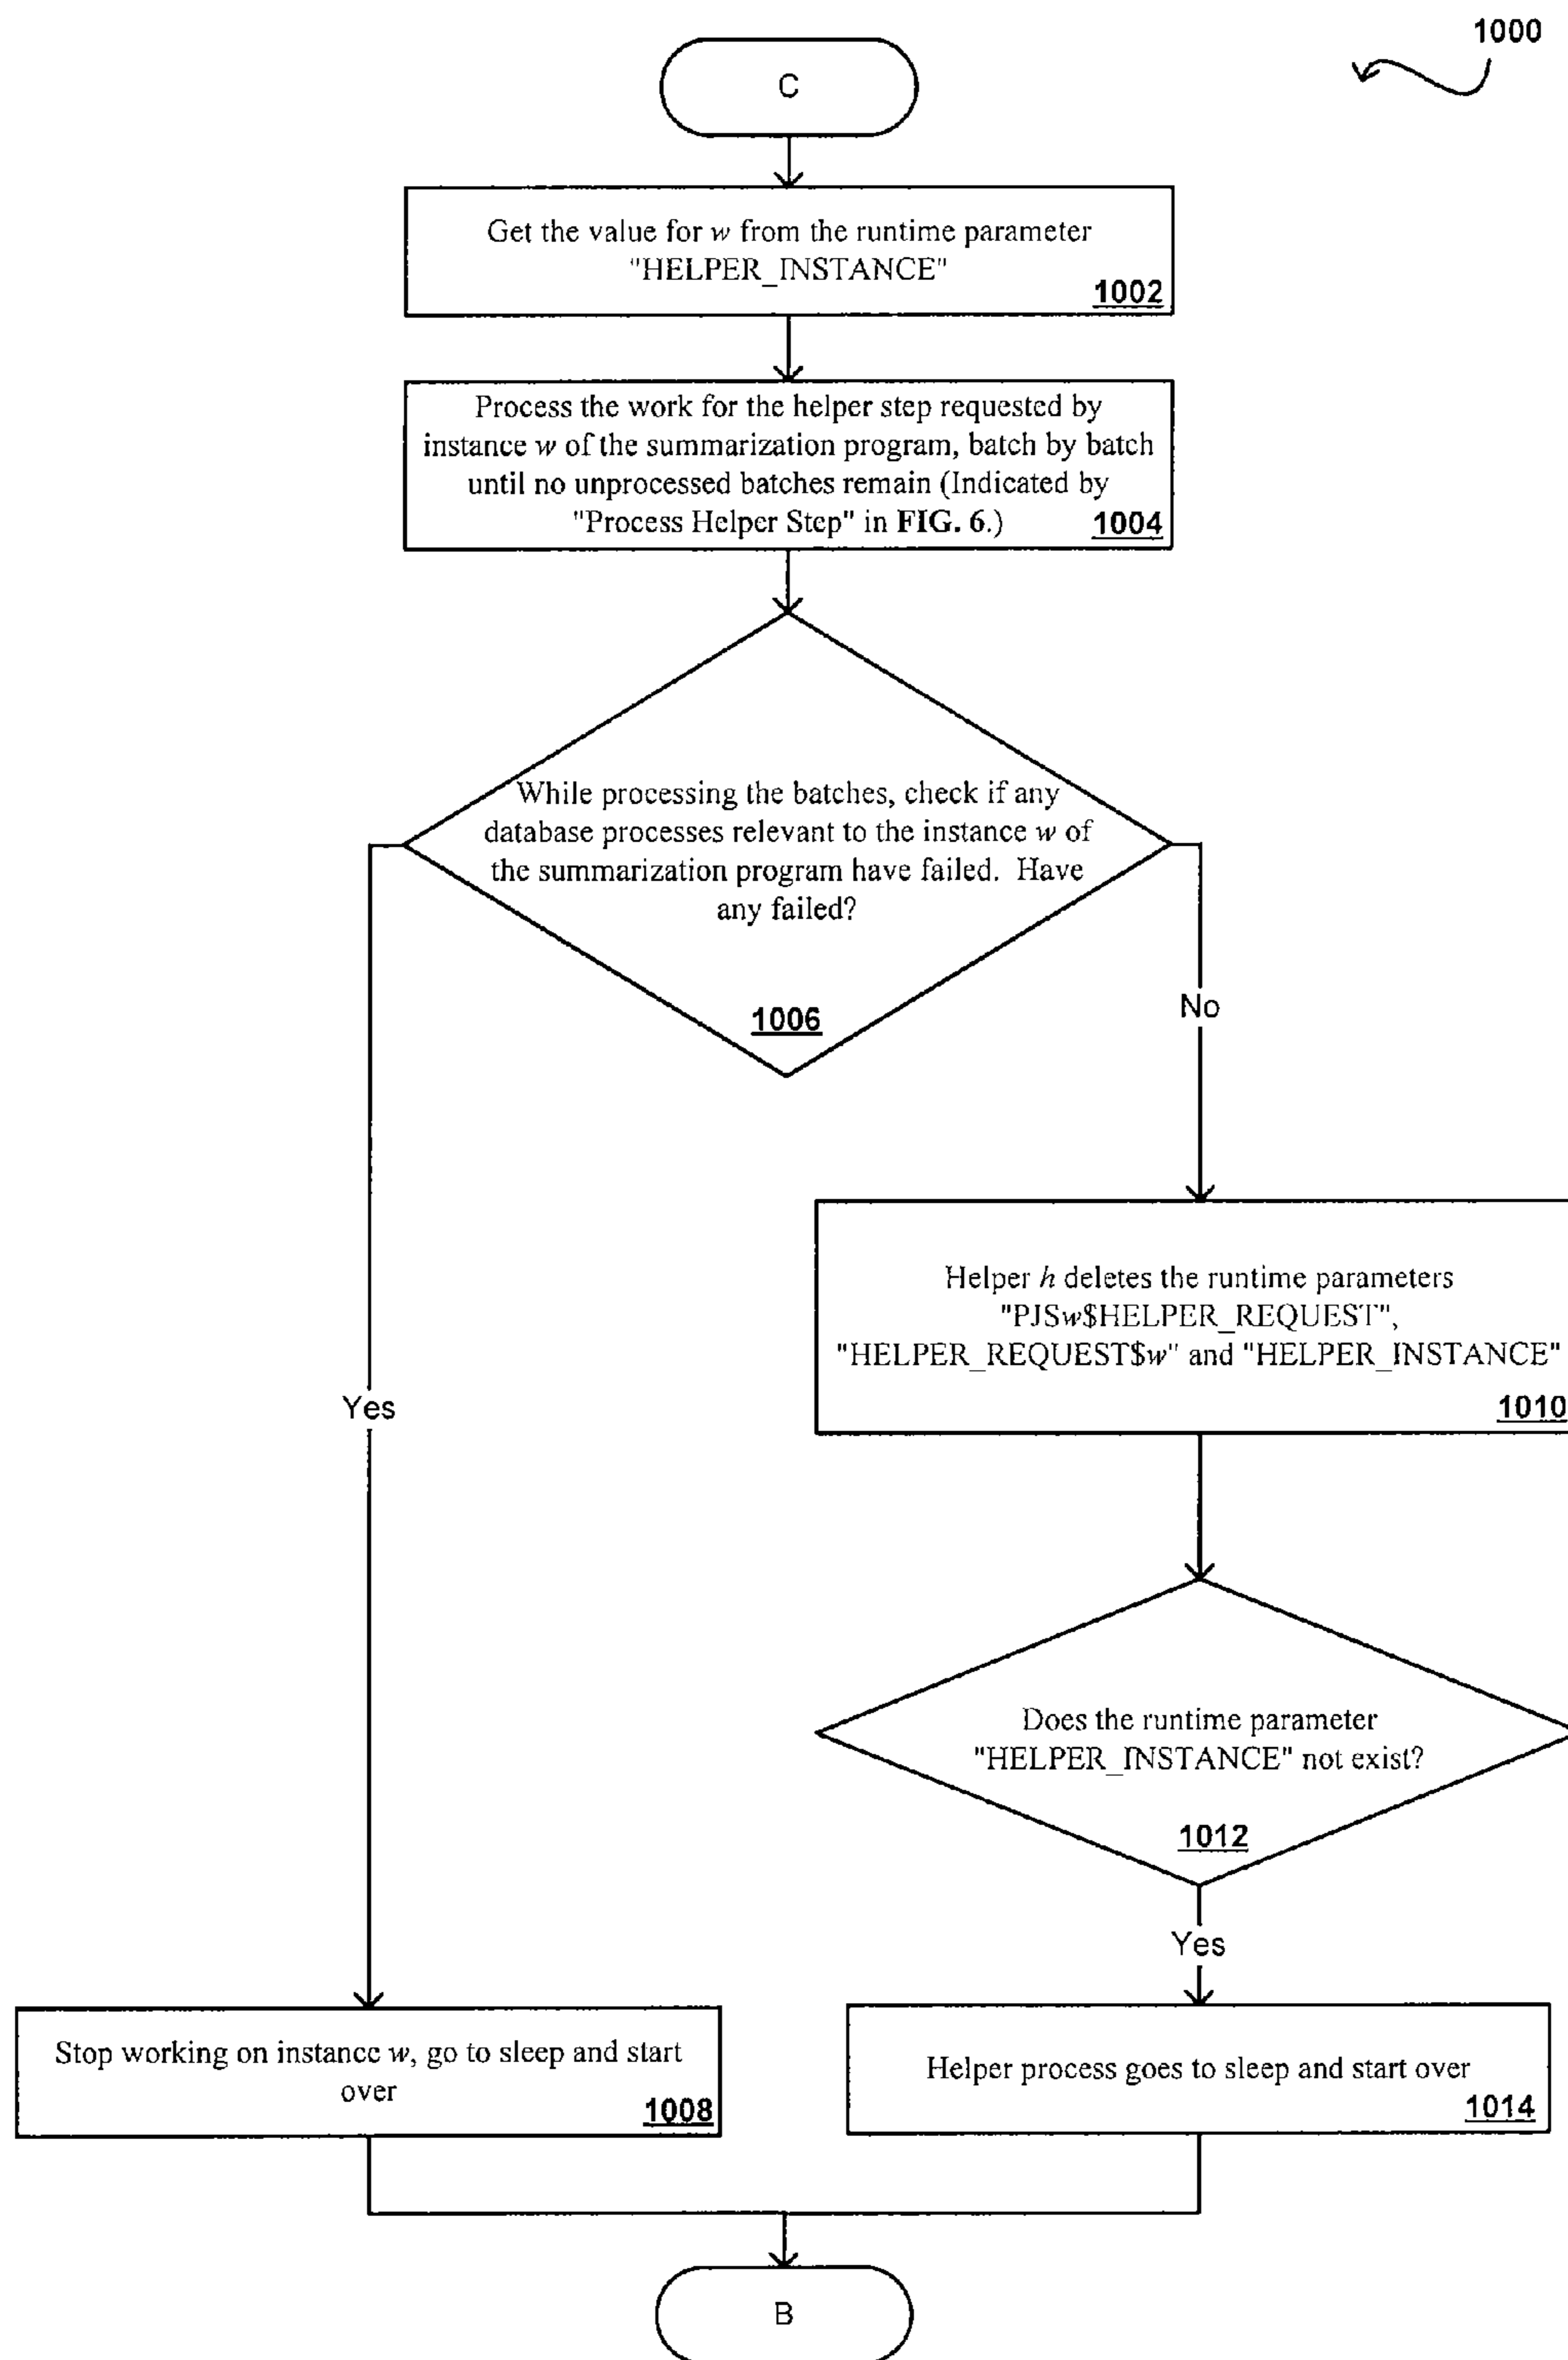 1000
C
Get the value for w from the runtime parameter
"HELPER_INSTANCE"
1002
Process the work for the helper step requested by
instance w of the summarization program, batch by batch
until no unprocessed batches remain (Indicated by
"Process Helper Step" in FIG. 6.)
1004
While processing the batches, check if any
database processes relevant to the instance w of
the summarization program have failed. Have
any failed?
1006
No
Yes
Helper h deletes the runtime parameters
"PJSw$HELPER_REQUEST",
"HELPER_REQUEST$w" and "HELPER_INSTANCE"
1010
Does the runtime parameter
"HELPER_INSTANCE" not exist?
1012
Yes
Stop working on instance w, go to sleep and start
over
1008
Helper process goes to sleep and start over
1014
B